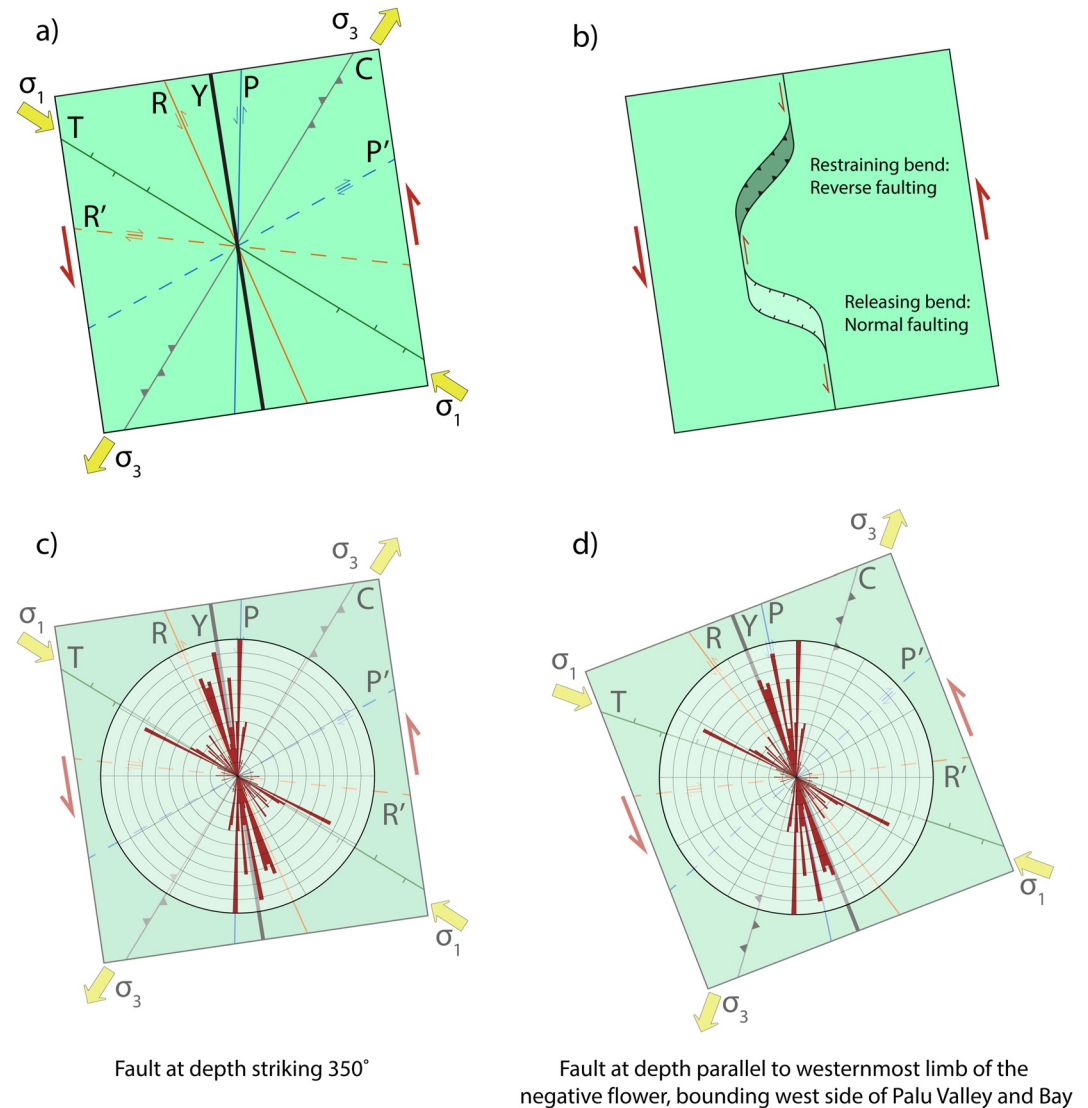 a)
σ3
σ1
T
R
Y
P
C
P′
R′
σ1
σ3
b)
Restraining bend:
Reverse faulting
Releasing bend:
Normal faulting
c)
σ3
σ1
T
R
Y
P
C
P′
R′
σ1
σ3
Fault at depth striking 350˚
d)
σ3
σ1
T
R
Y
P
C
P′
R′
σ1
σ3
Fault at depth parallel to westernmost limb of the
negative flower, bounding west side of Palu Valley and Bay